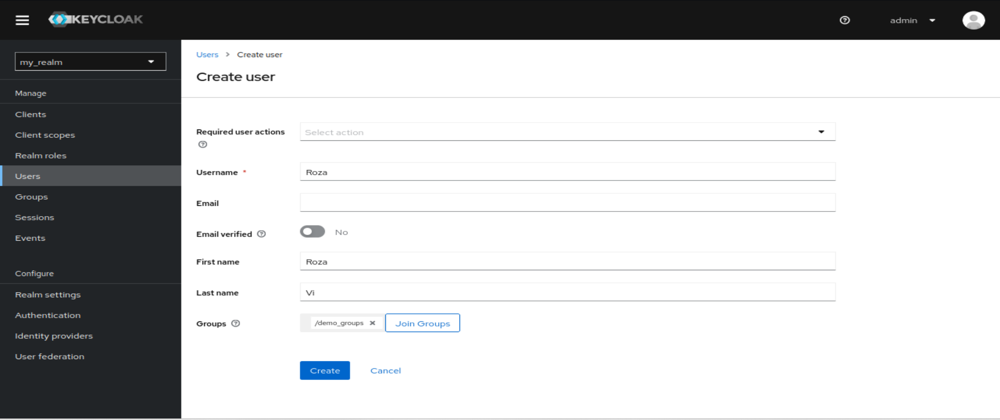 KEYCLOAK
admin
my_realm
Manage
Clients
Client scopes
Realm roles
Users
Groups
Sessions
Events
Configure
Realm settings
Authentication
Identity providers
User federation
Users > Create user
Create user
Required user actions
Select action
Username * Roza
Email
Email verified No
First name Roza
Last name Vi
Groups /demo_groups × Join Groups
Create Cancel